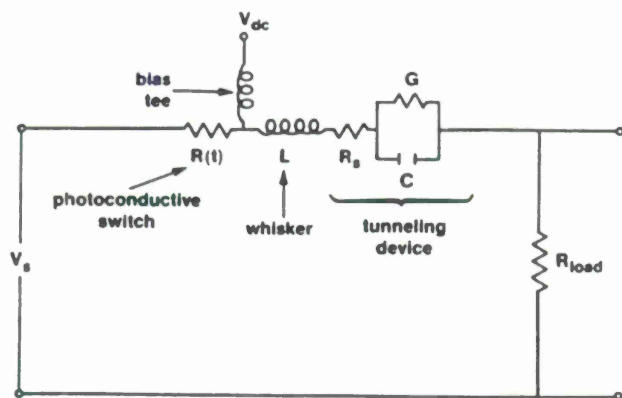 V_dc
bias
tee
G
R(t)
L
R_s
C
photoconductive
switch
whisker
tunneling
device
V_s
R_load